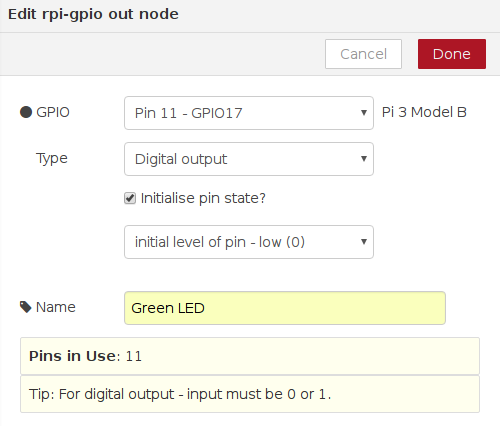 Edit rpi-gpio out node
Cancel
Done
GPIO
Pin 11 - GPIO17
Pi 3 Model B
Type
Digital output
Initialise pin state?
initial level of pin - low (0)
Name
Green LED
Pins in Use: 11
Tip: For digital output - input must be 0 or 1.